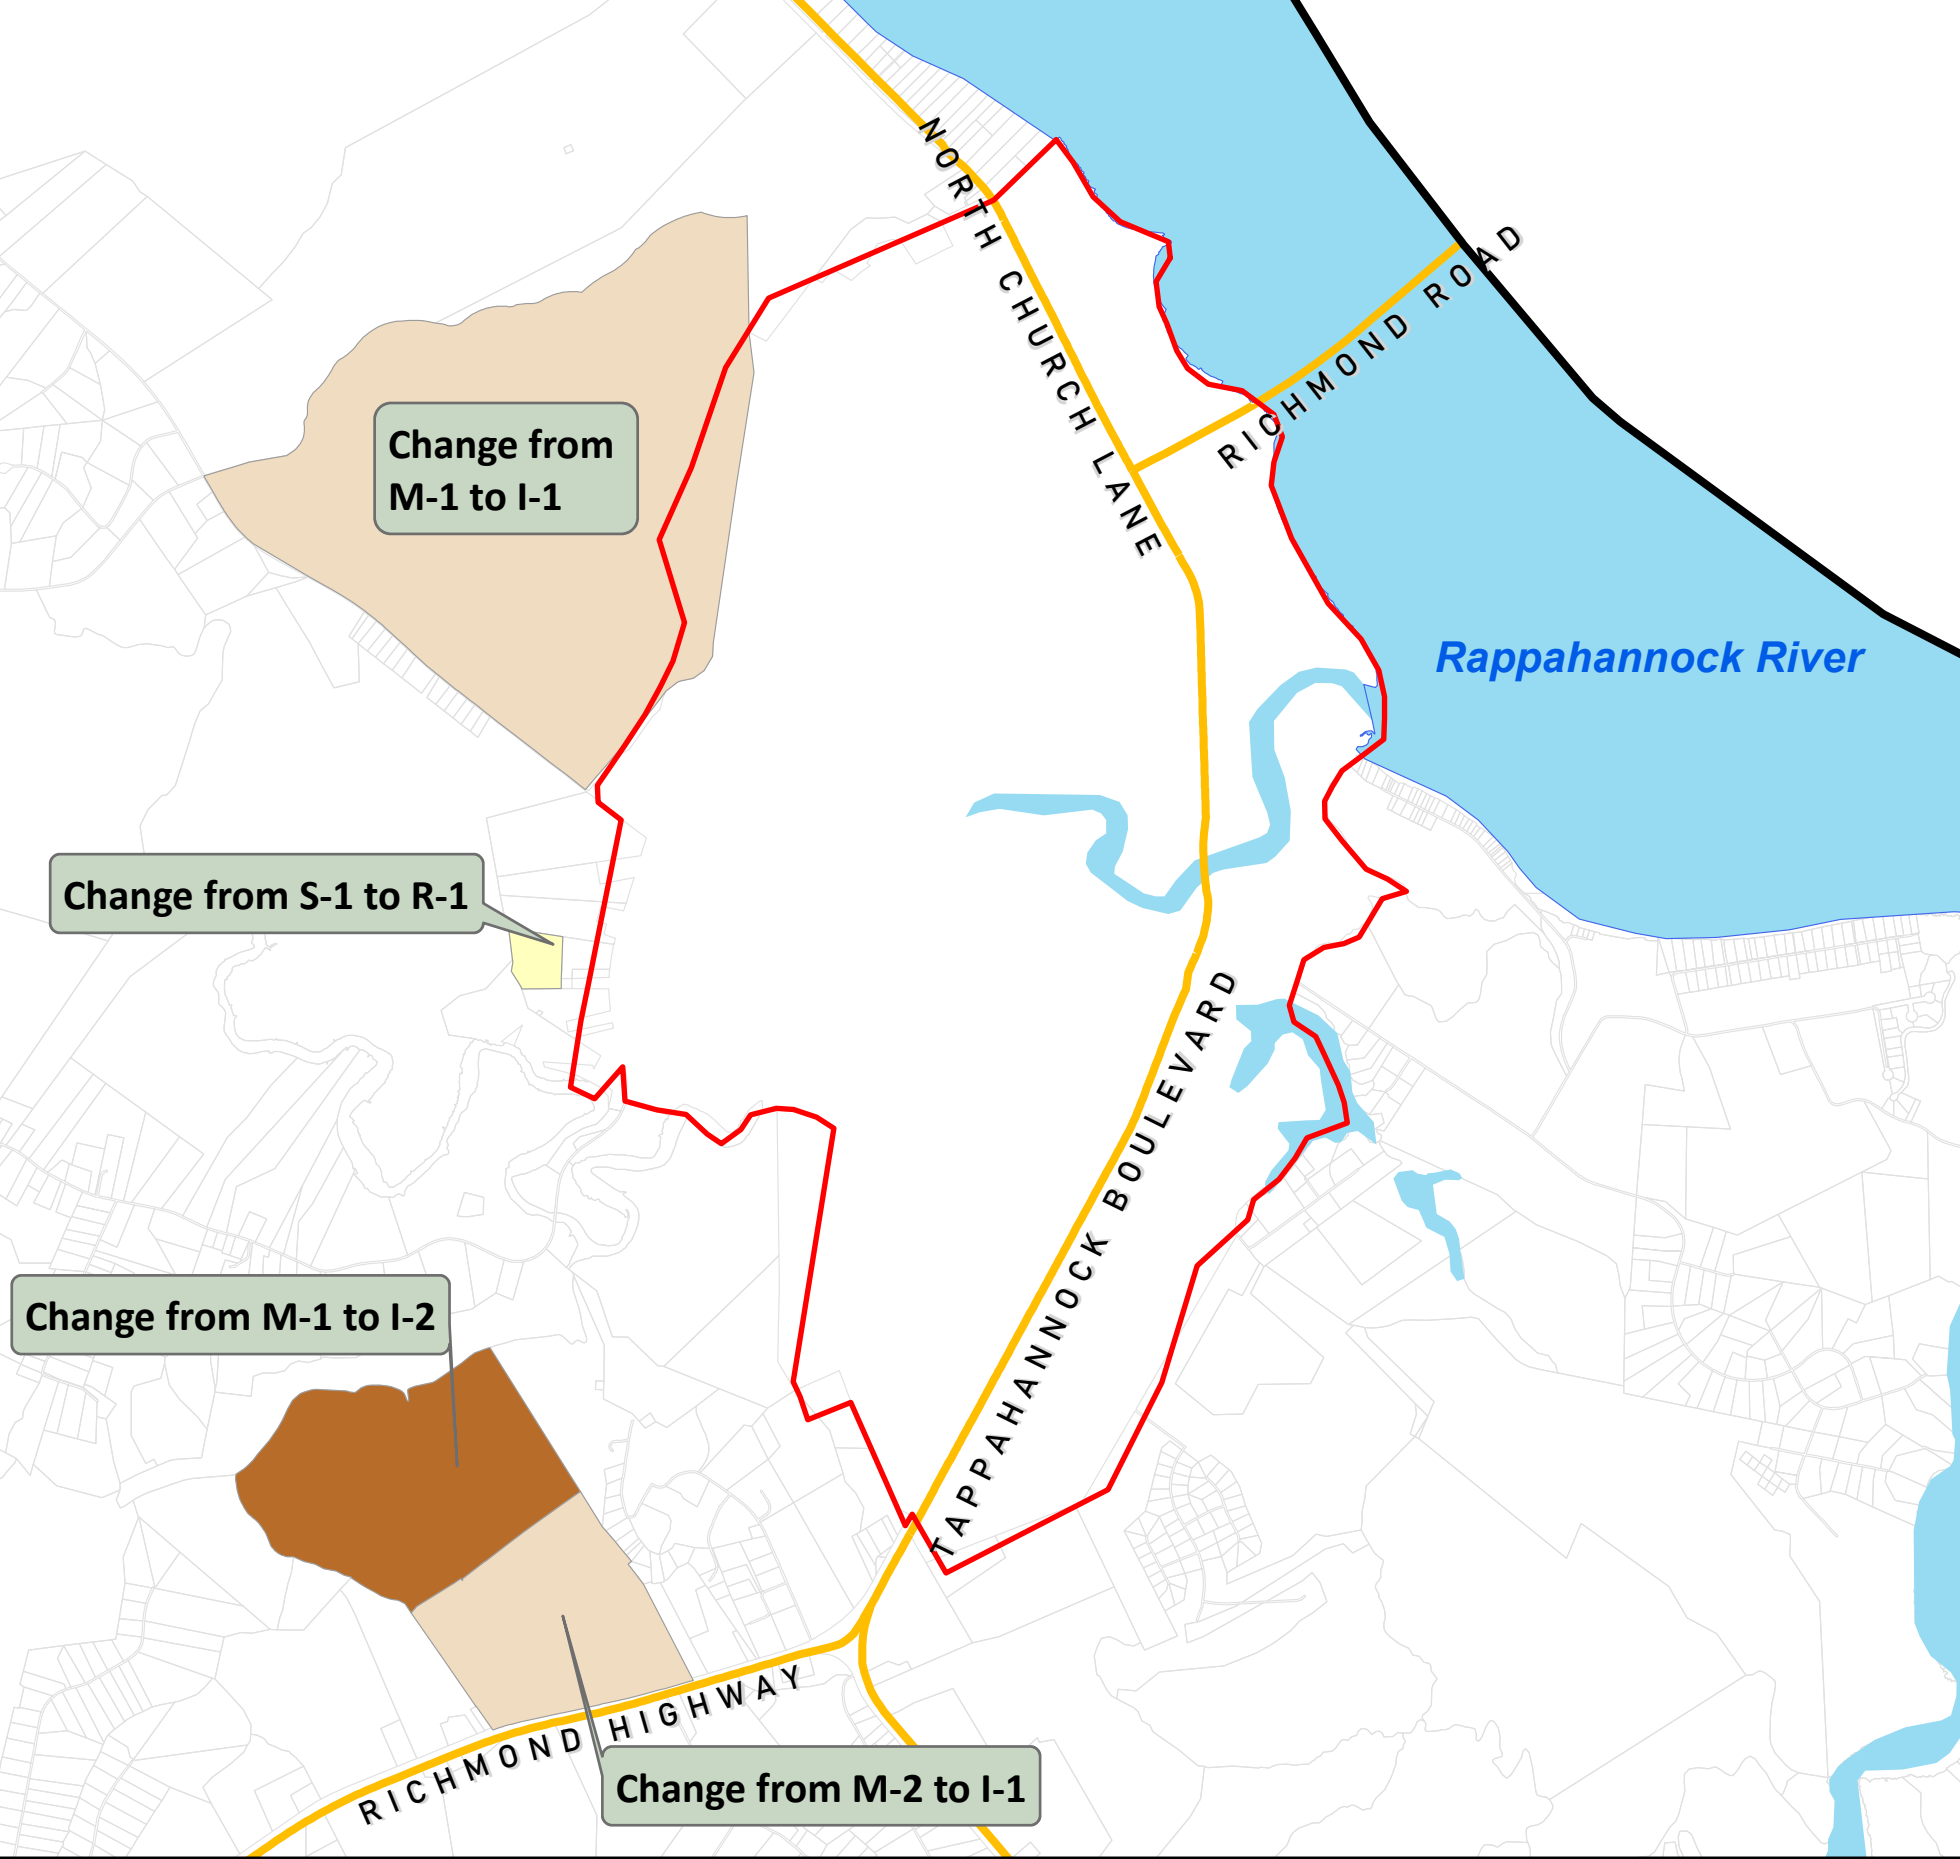 NORTH CHURCH LANE
RICHMOND ROAD
Change from
M-1 to I-1
Rappahannock River
Change from S-1 to R-1
TAPPAHANNOCK BOULEVARD
Change from M-1 to I-2
RICHMOND HIGHWAY
Change from M-2 to I-1